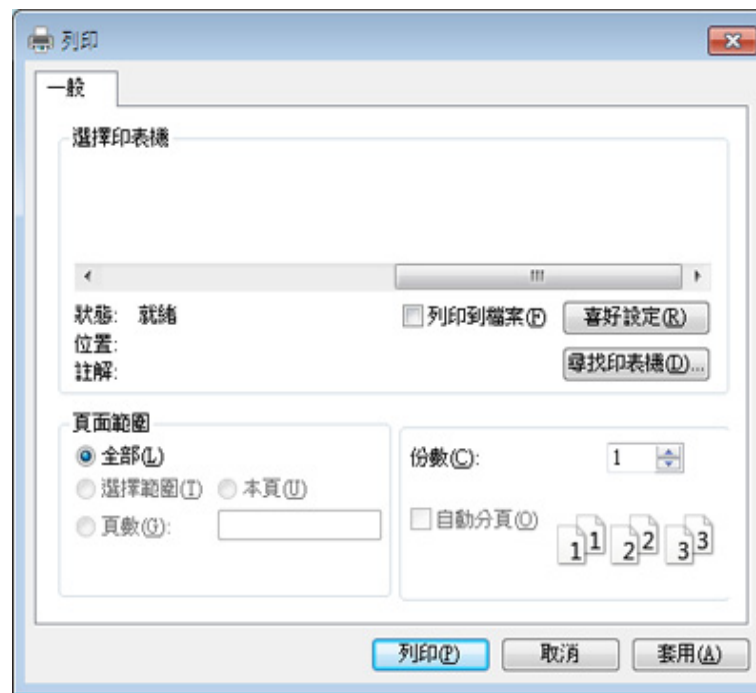 列印
一般
選擇印表機
狀態: 就緒
位置:
註解:
列印到檔案(F)
喜好設定(R)
尋找印表機(D)...
頁面範圍
全部(L)
選擇範圍(T) 本頁(U)
頁數(G):
份數(C): 1
自動分頁(O)
1 1 2 2 3 3
列印(P) 取消 套用(A)